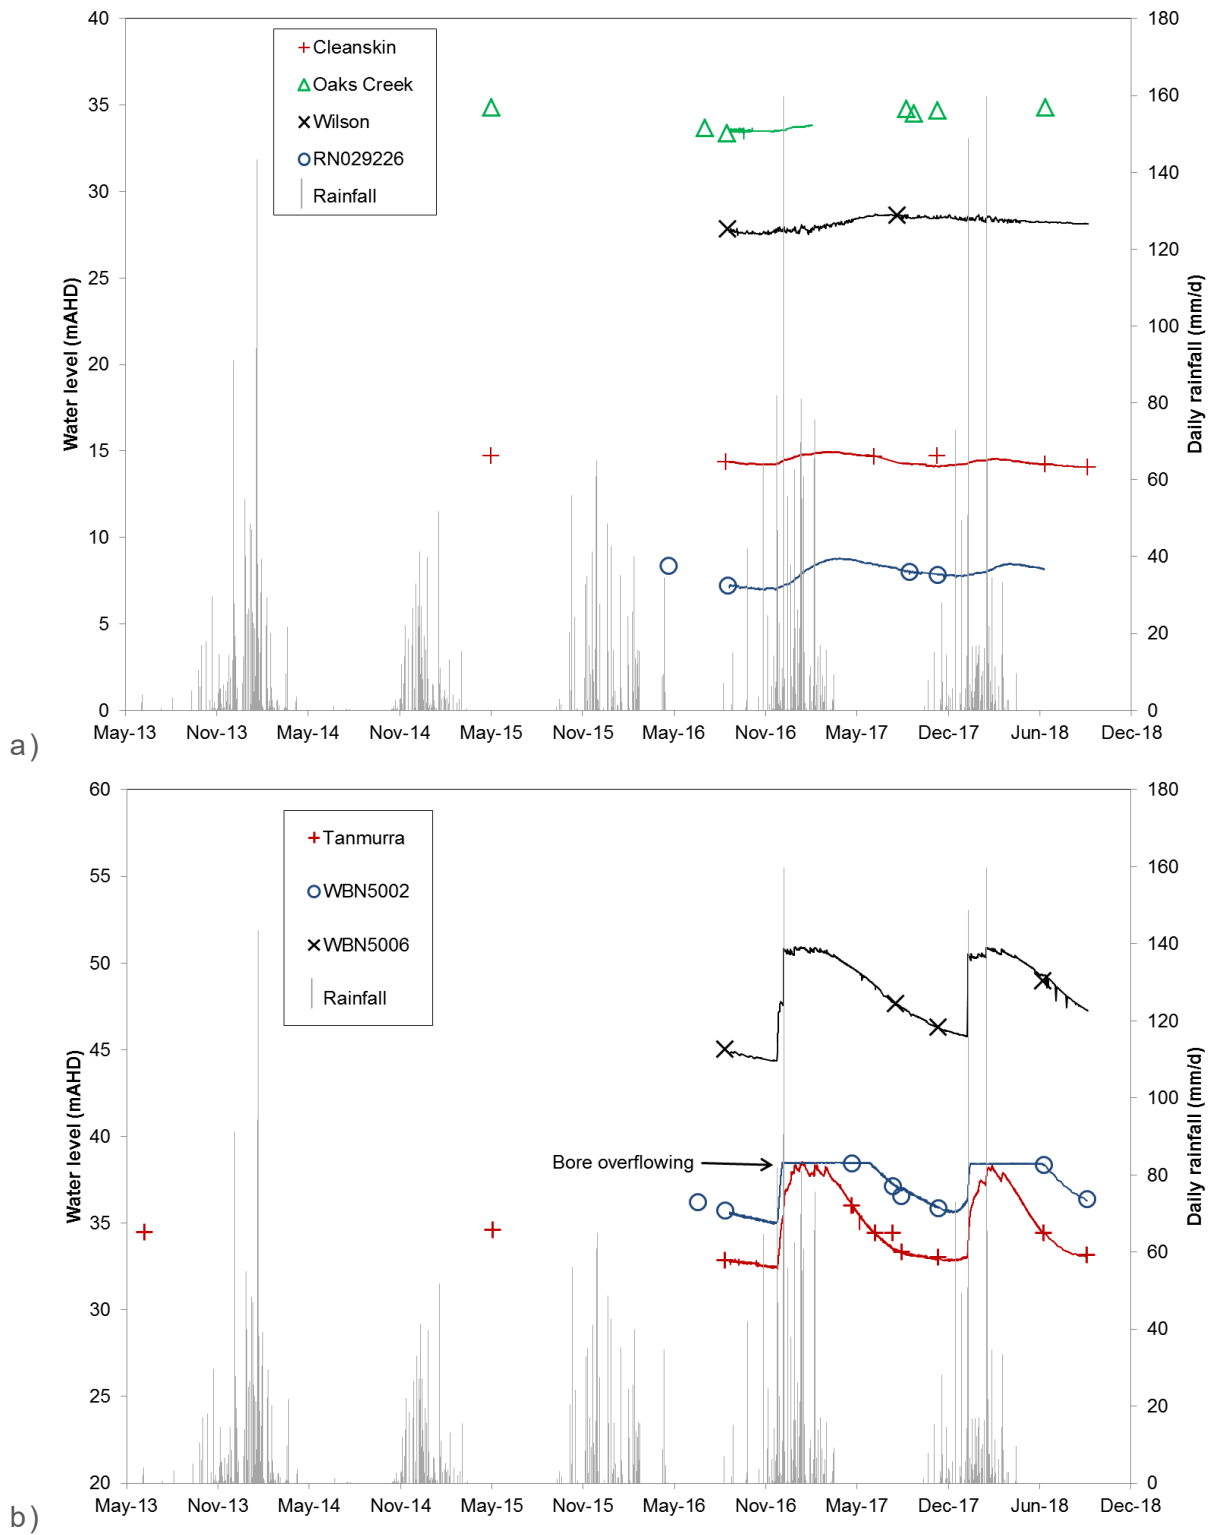 40
35
30
25
20
15
10
5
0
Water level (mAHD)
180
160
140
120
100
80
60
40
20
0
Daily rainfall (mm/d)
Cleanskin
Oaks Creek
Wilson
RN029226
Rainfall
May-13 Nov-13 May-14 Nov-14 May-15 Nov-15 May-16 Nov-16 May-17 Dec-17 Jun-18 Dec-18
a)
60
55
50
45
40
35
30
25
20
Water level (mAHD)
180
160
140
120
100
80
60
40
20
0
Daily rainfall (mm/d)
Tanmurra
WBN5002
WBN5006
Rainfall
Bore overflowing
May-13 Nov-13 May-14 Nov-14 May-15 Nov-15 May-16 Nov-16 May-17 Dec-17 Jun-18 Dec-18
b)